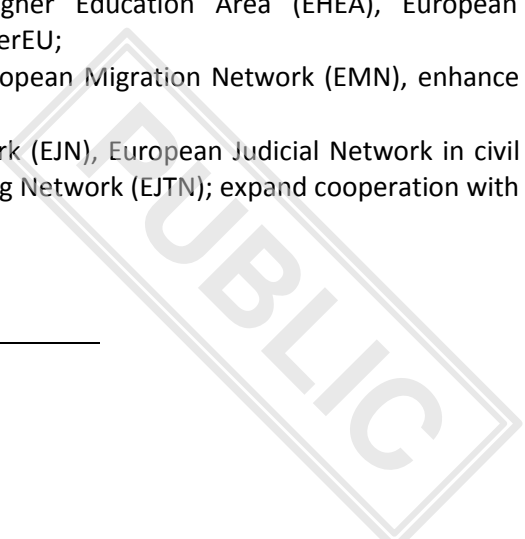 gher Education Area (EHEA), European
erEU;
opean Migration Network (EMN), enhance
rk (EJN), European Judicial Network in civil
g Network (EJTN); expand cooperation with
PUBLIC